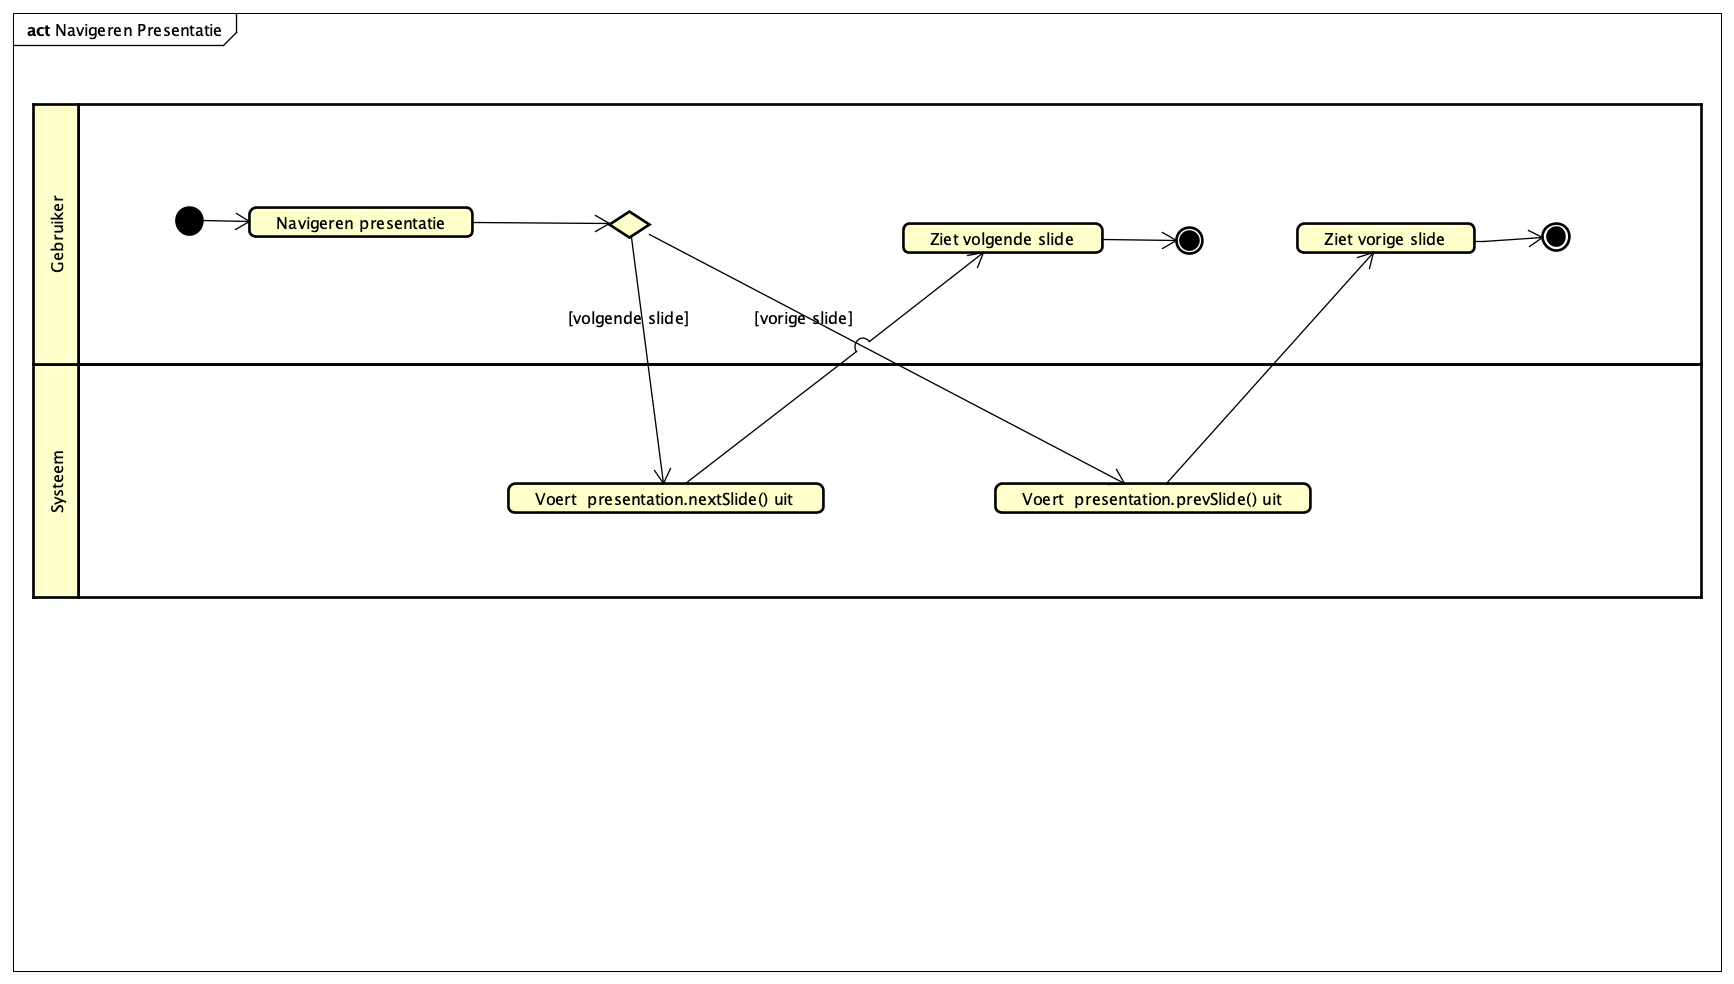 act Navigeren Presentatie
Gebruiker
Navigeren presentatie
Ziet volgende slide
Ziet vorige slide
[volgende slide]
[vorige slide]
Systeem
Voert  presentation.nextSlide() uit
Voert  presentation.prevSlide() uit